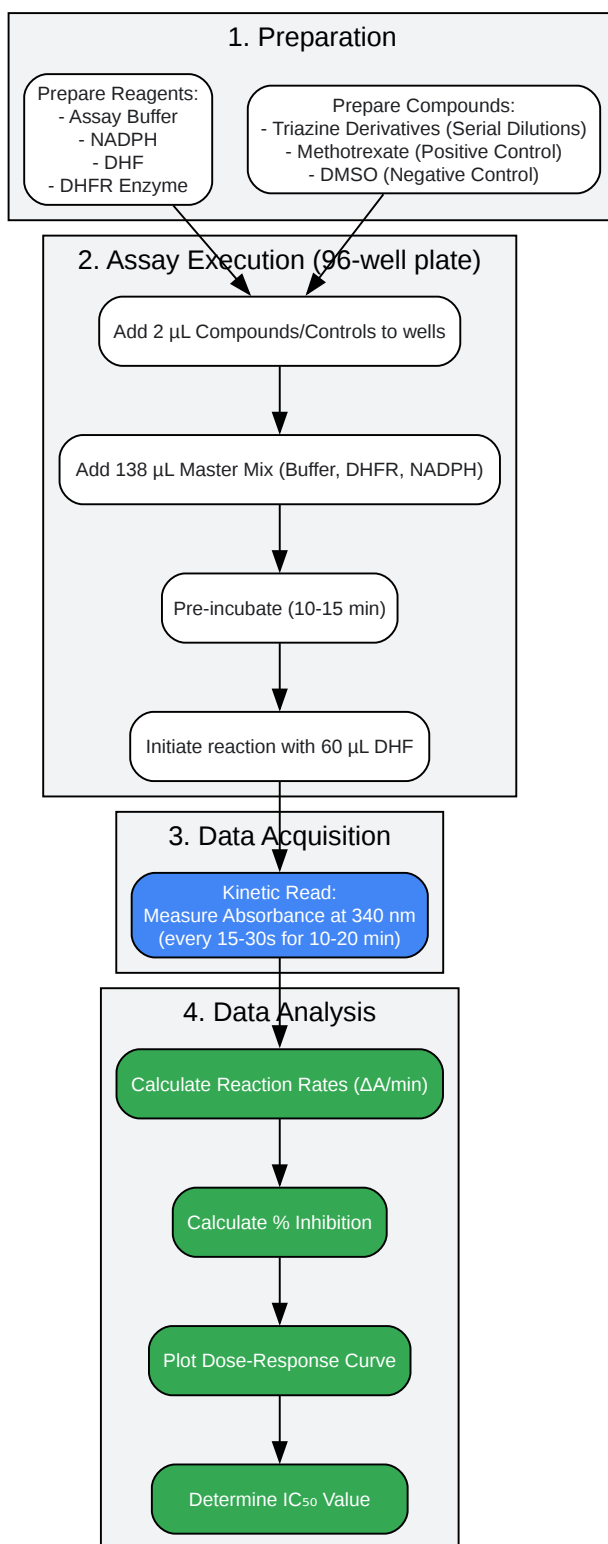 1. Preparation
Prepare Reagents:
- Assay Buffer
- NADPH
- DHF
- DHFR Enzyme
Prepare Compounds:
- Triazine Derivatives (Serial Dilutions)
- Methotrexate (Positive Control)
- DMSO (Negative Control)
2. Assay Execution (96-well plate)
Add 2 µL Compounds/Controls to wells
Add 138 µL Master Mix (Buffer, DHFR, NADPH)
Pre-incubate (10-15 min)
Initiate reaction with 60 µL DHF
3. Data Acquisition
Kinetic Read:
Measure Absorbance at 340 nm
(every 15-30s for 10-20 min)
4. Data Analysis
Calculate Reaction Rates (ΔA/min)
Calculate % Inhibition
Plot Dose-Response Curve
Determine IC₅₀ Value